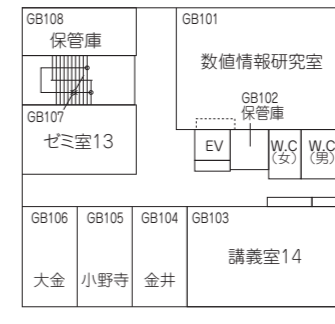 GB108
保管庫
GB101
数値情報研究室
GB102
保管庫
GB107
ゼミ室13
EV
W.C
(女)
W.C
(男)
GB106
大金
GB105
小野寺
GB104
金井
GB103
講義室14